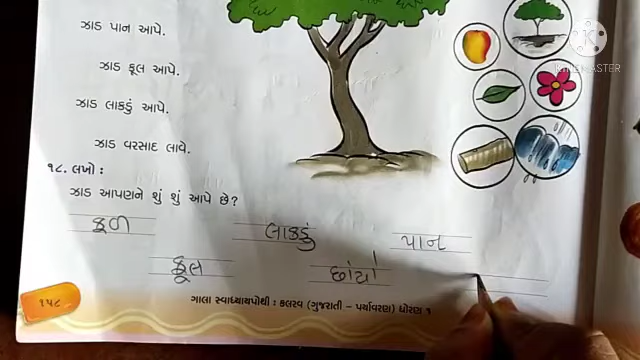 ઝાડ પાન આપે.
ઝાડ ફૂલ આપે.
ઝાડ લાકડું આપે.
ઝાડ વરસાદ લાવે.
૧૮. લખો :
ઝાડ આપણને શું શું આપે છે?
ફળ લાકડું પાન
ફૂલ છાંયો
૧૫૮ ગાલા સ્વાધ્યાયપોથી : કલરવ (ગુજરાતી - પર્યાવરણ) ધોરણ ૧
KINEMASTER